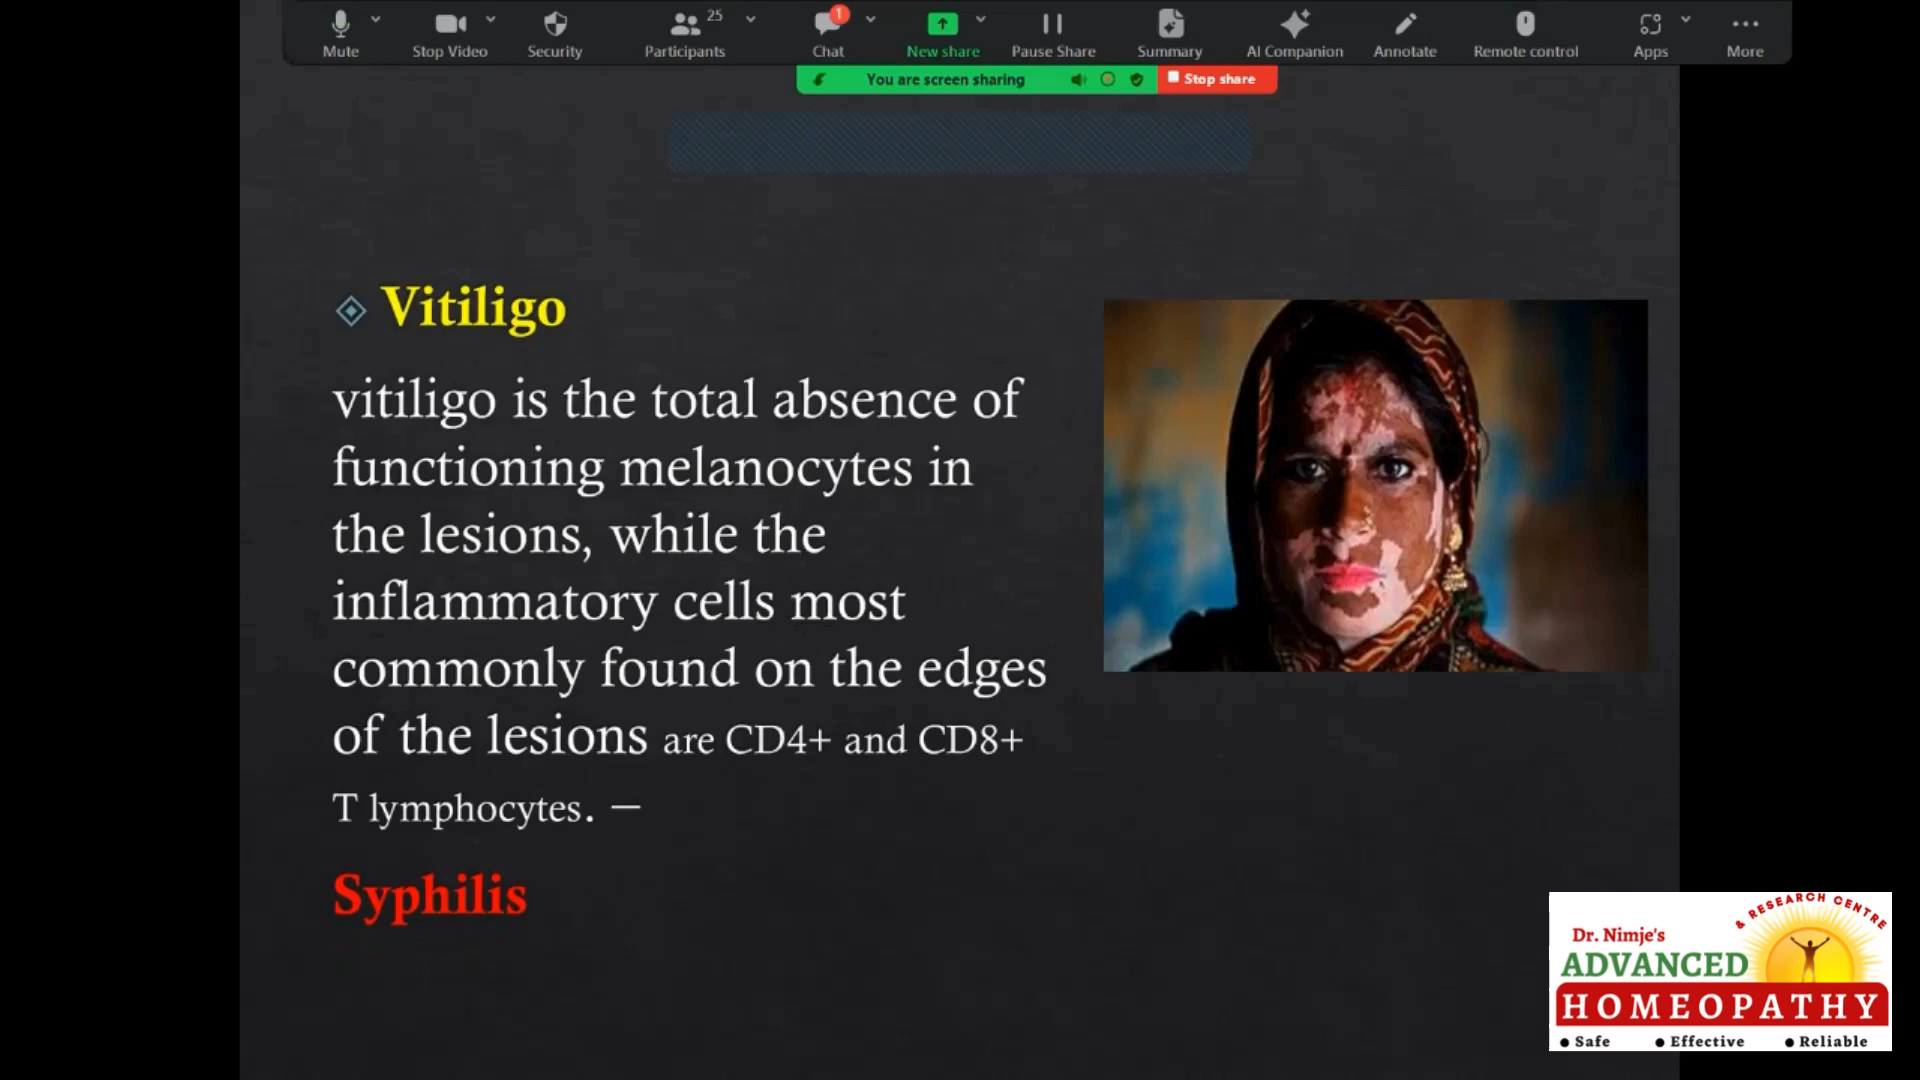 Mute
Stop Video
Security
Participants
25
Chat
1
New share
Pause Share
Summary
AI Companion
Annotate
Remote control
Apps
More
You are screen sharing
Stop share
Vitiligo
vitiligo is the total absence of
functioning melanocytes in
the lesions, while the
inflammatory cells most
commonly found on the edges
of the lesions are CD4+ and CD8+
T lymphocytes. —
Syphilis
& RESEARCH CENTRE
Dr. Nimje's
ADVANCED
HOMEOPATHY
● Safe ● Effective ● Reliable